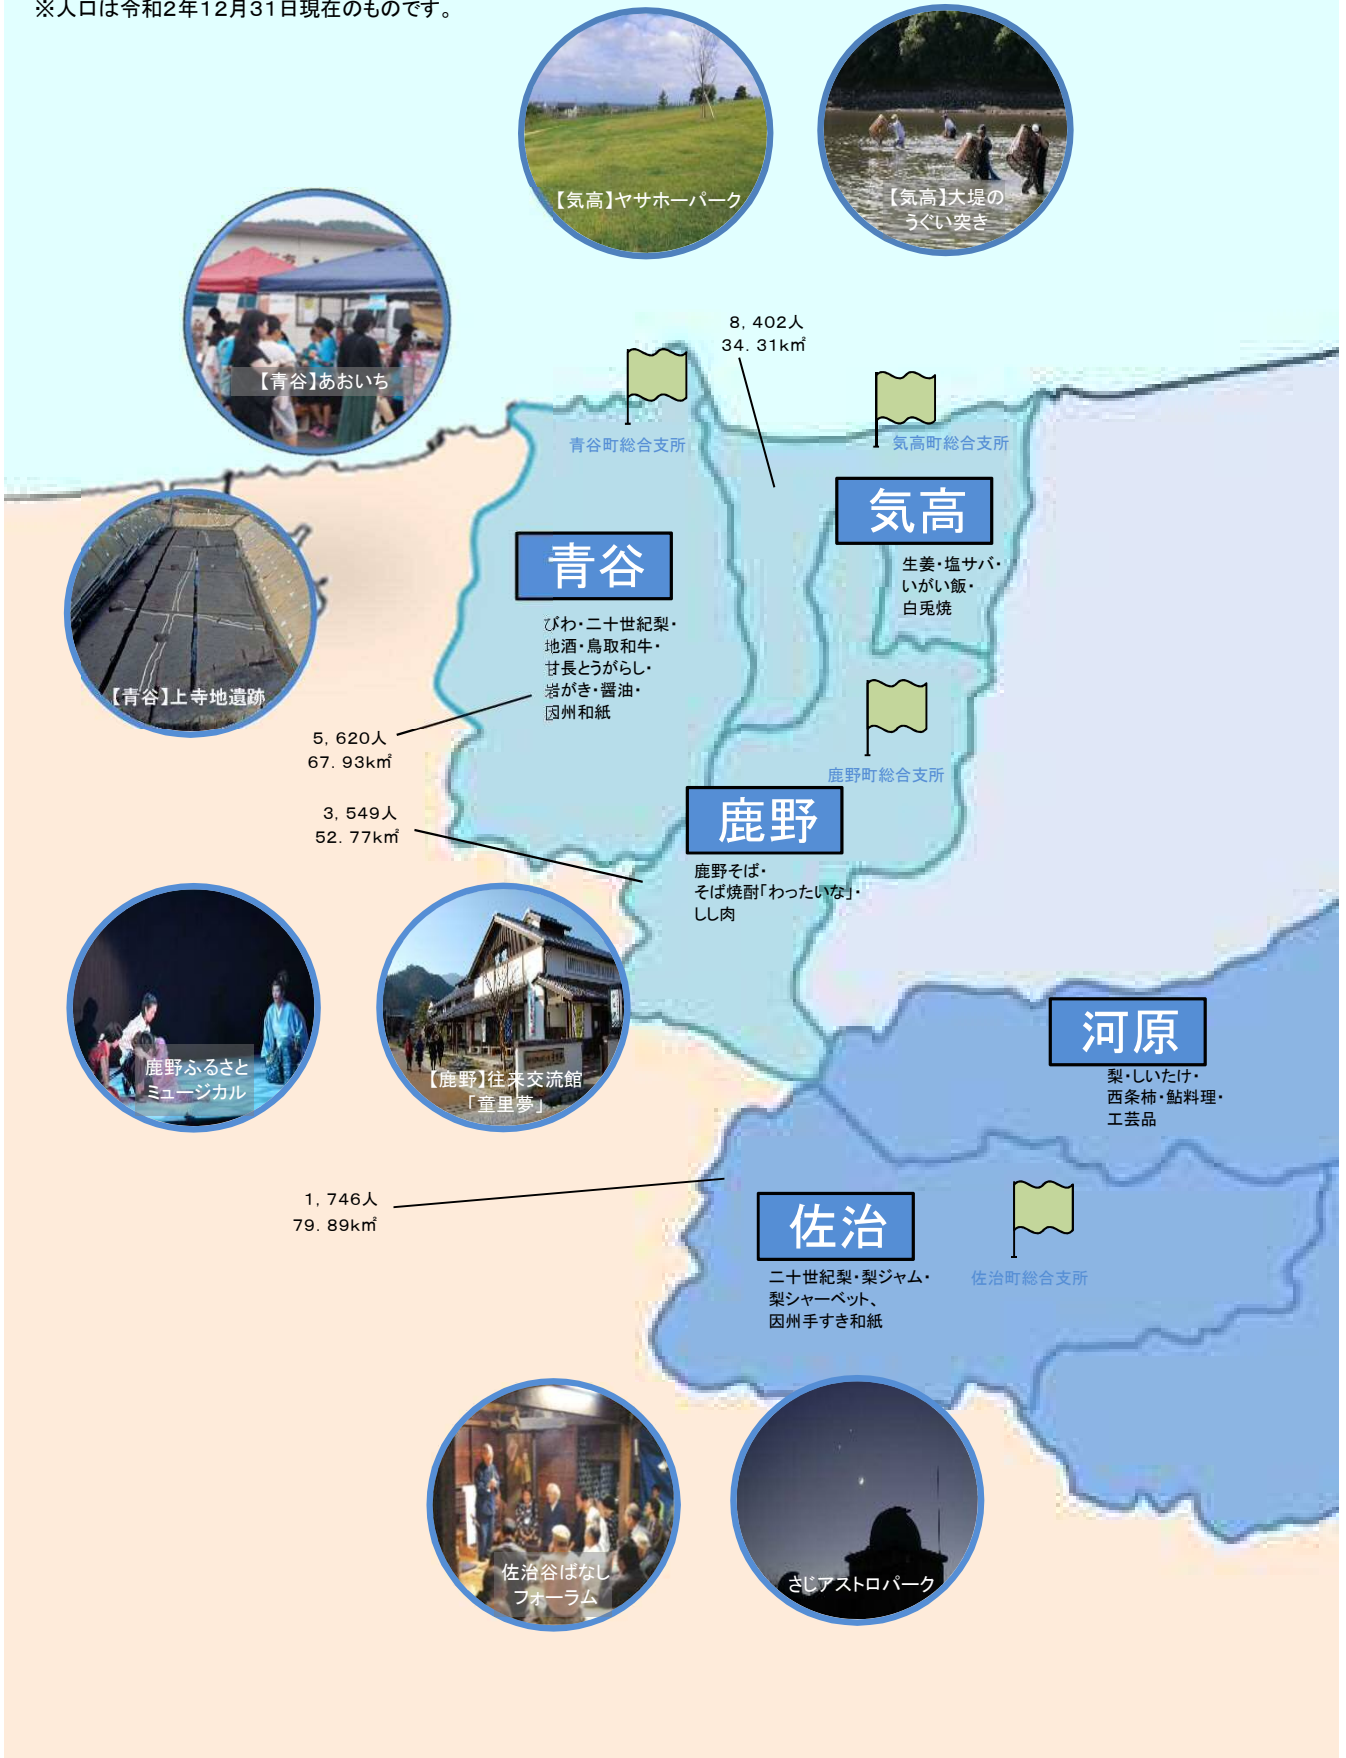 ※人口は令和2年12月31日現在のものです。
【気高】ヤサホーパーク
【気高】大堤の
うぐい突き
【青谷】あおいち
8,402人
34.31k㎡
青谷町総合支所
気高町総合支所
気高
生姜・塩サバ・
いがい飯・
白兎焼
青谷
びわ・二十世紀梨・
地酒・鳥取和牛・
甘長とうがらし・
岩がき・醤油・
因州和紙
【青谷】上寺地遺跡
5,620人
67.93k㎡
鹿野町総合支所
3,549人
52.77k㎡
鹿野
鹿野そば・
そば焼酎「わったいな」・
しし肉
鹿野ふるさと
ミュージカル
【鹿野】往来交流館
「童里夢」
河原
梨・しいたけ・
西条柿・鮎料理・
工芸品
1,746人
79.89k㎡
佐治
二十世紀梨・梨ジャム・
梨シャーベット、
因州手すき和紙
佐治町総合支所
佐治谷ばなし
フォーラム
さじアストロパーク